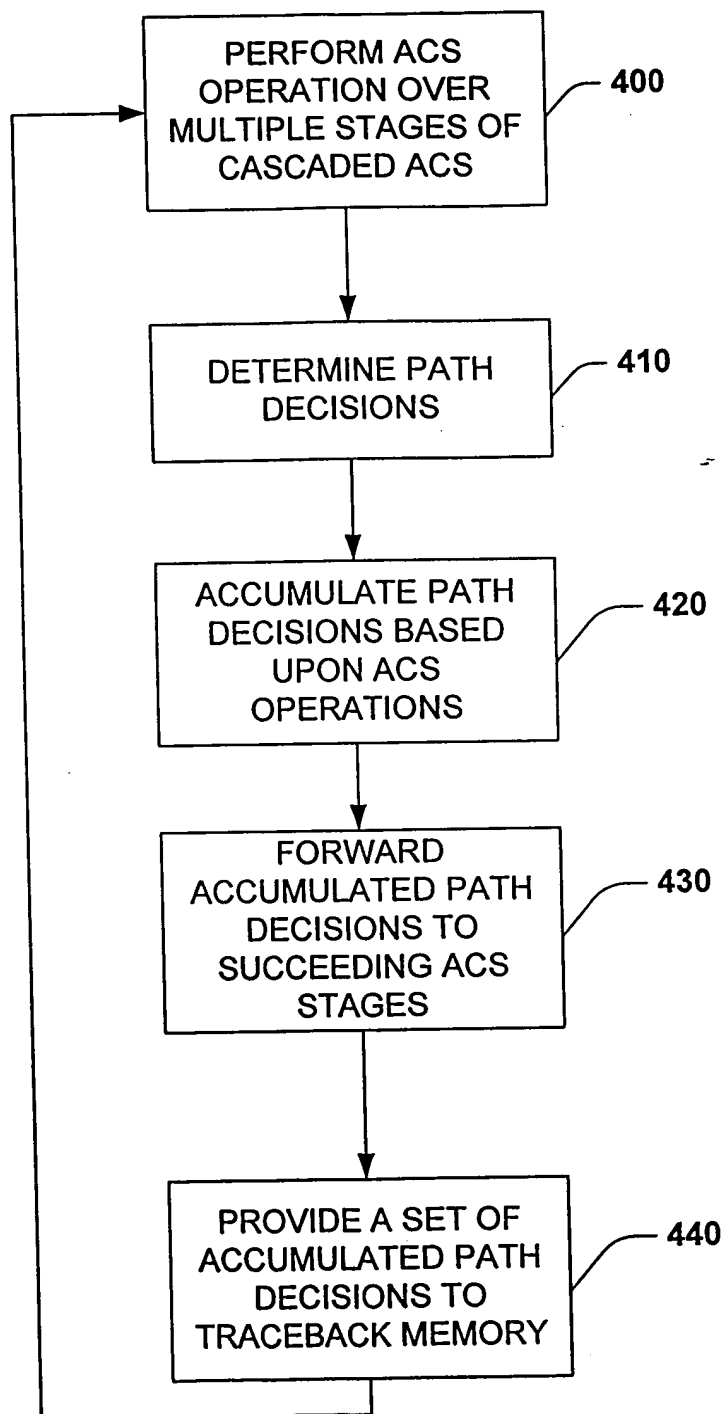 PERFORM ACS
OPERATION OVER
MULTIPLE STAGES OF
CASCADED ACS
400
DETERMINE PATH
DECISIONS
410
ACCUMULATE PATH
DECISIONS BASED
UPON ACS
OPERATIONS
420
FORWARD
ACCUMULATED PATH
DECISIONS TO
SUCCEEDING ACS
STAGES
430
PROVIDE A SET OF
ACCUMULATED PATH
DECISIONS TO
TRACEBACK MEMORY
440